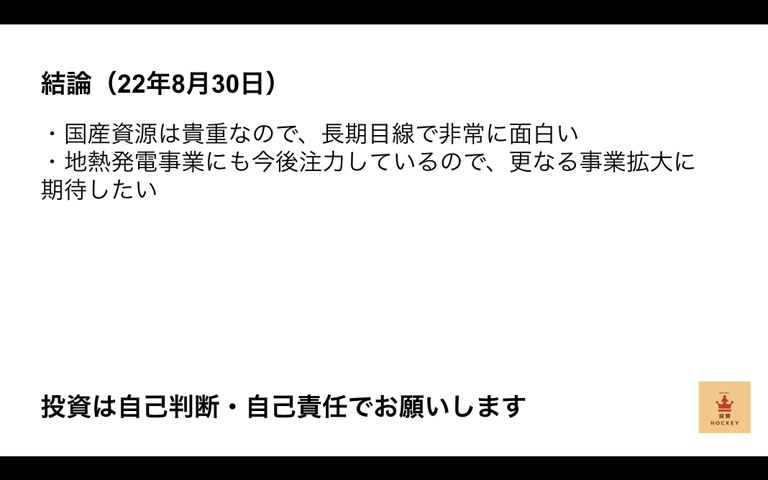 結論（22年8月30日）
・国産資源は貴重なので、長期目線で非常に面白い
・地熱発電事業にも今後注力しているので、更なる事業拡大に
期待したい
投資は自己判断・自己責任でお願いします
投資
HOCKEY